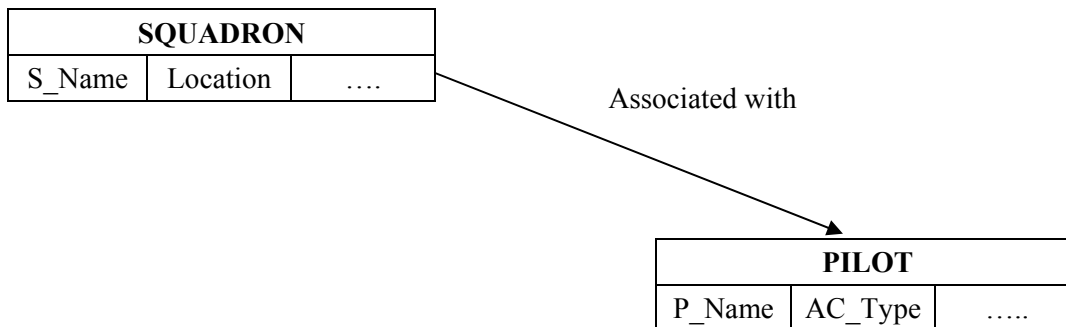 SQUADRON
S_Name Location ….
Associated with
PILOT
P_Name AC_Type …..